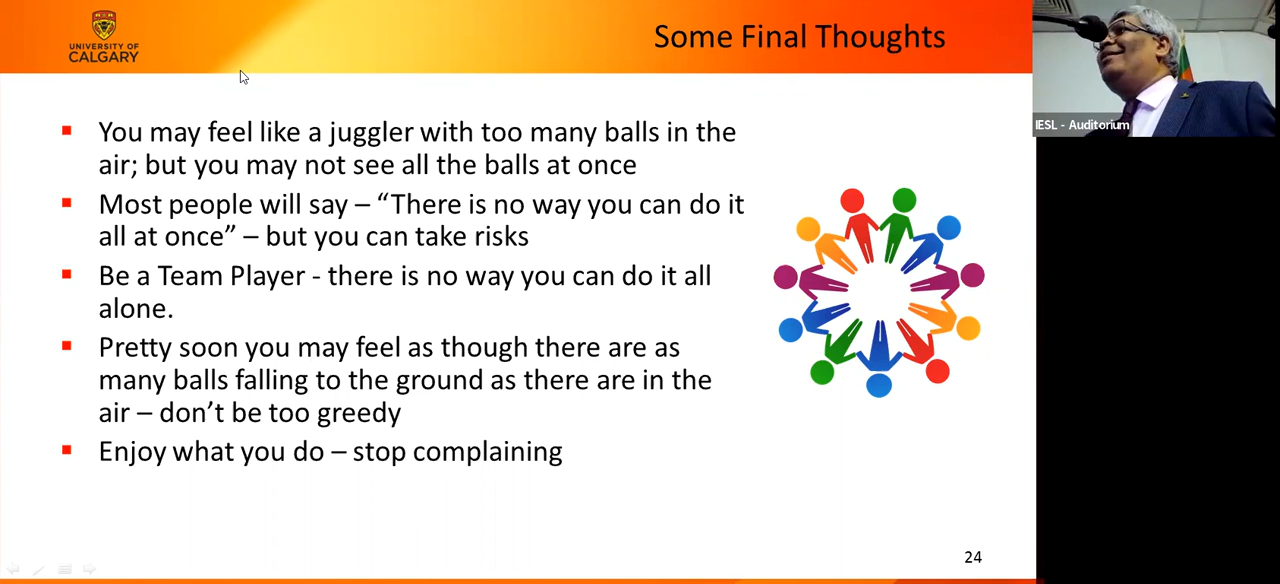 UNIVERSITY OF
CALGARY
Some Final Thoughts
IESL - Auditorium
You may feel like a juggler with too many balls in the
air; but you may not see all the balls at once
Most people will say – “There is no way you can do it
all at once” – but you can take risks
Be a Team Player - there is no way you can do it all
alone.
Pretty soon you may feel as though there are as
many balls falling to the ground as there are in the
air – don’t be too greedy
Enjoy what you do – stop complaining
24